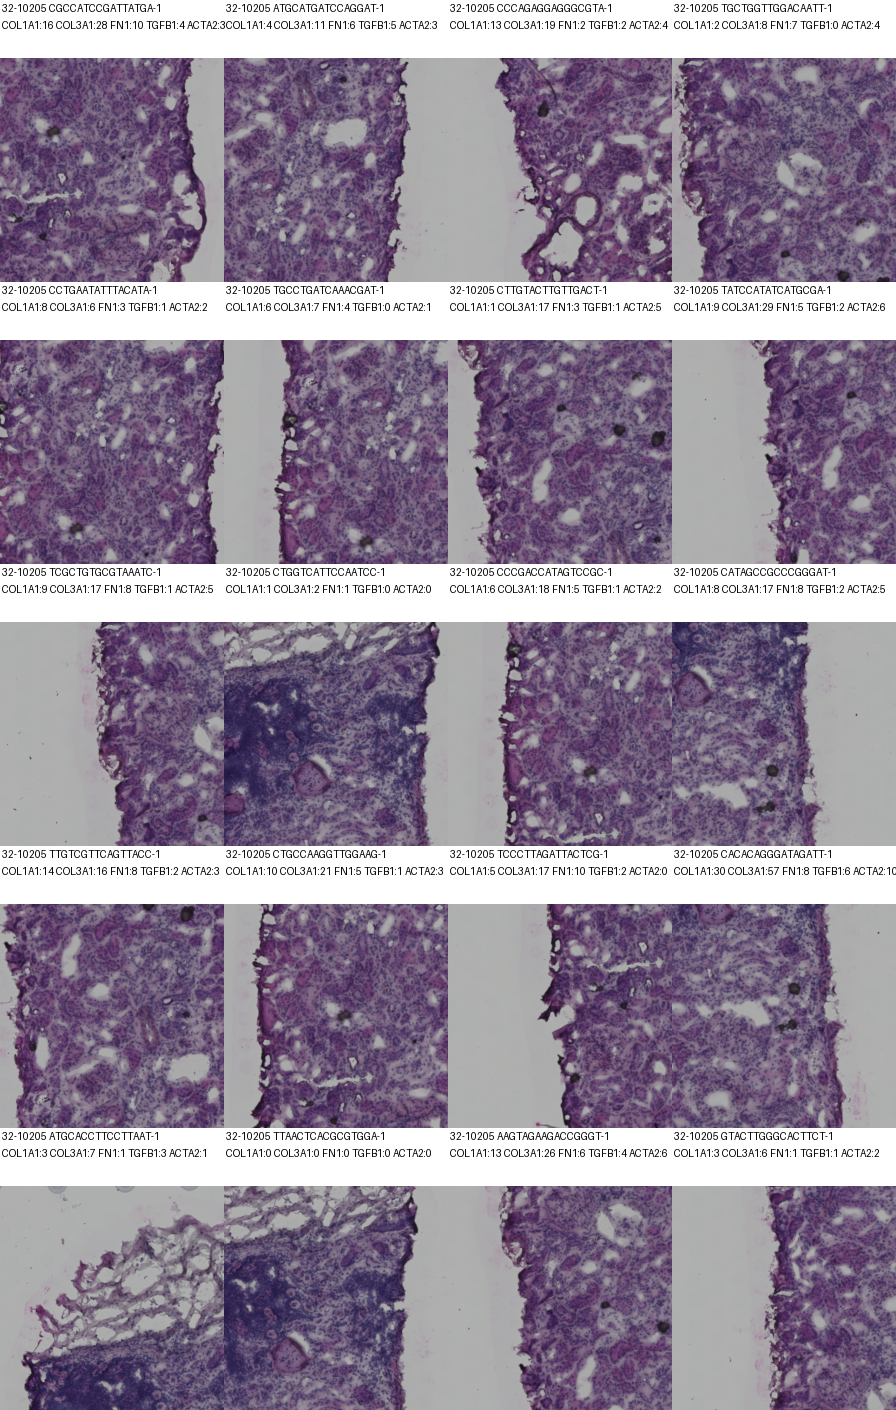 32-10205 CGCCATCCGATTATGA-1
COL1A1:16 COL3A1:28 FN1:10 TGFB1:4 ACTA2:3
32-10205 ATGCATGATCCAGGAT-1
COL1A1:4 COL3A1:11 FN1:6 TGFB1:5 ACTA2:3
32-10205 CCCAGAGGAGGGCGTA-1
COL1A1:13 COL3A1:19 FN1:2 TGFB1:2 ACTA2:4
32-10205 TGCTGGTTGGACAATT-1
COL1A1:2 COL3A1:8 FN1:7 TGFB1:0 ACTA2:4
32-10205 CCTGAATATTTACATA-1
COL1A1:8 COL3A1:6 FN1:3 TGFB1:1 ACTA2:2
32-10205 TGCCTGATCAAACGAT-1
COL1A1:6 COL3A1:7 FN1:4 TGFB1:0 ACTA2:1
32-10205 CTTGTACTTGTTGACT-1
COL1A1:1 COL3A1:17 FN1:3 TGFB1:1 ACTA2:5
32-10205 TATCCATATCATGCGA-1
COL1A1:9 COL3A1:29 FN1:5 TGFB1:2 ACTA2:6
32-10205 TCGCTGTGCGTAAATC-1
COL1A1:9 COL3A1:17 FN1:8 TGFB1:1 ACTA2:5
32-10205 CTGGTCATTCCAATCC-1
COL1A1:1 COL3A1:2 FN1:1 TGFB1:0 ACTA2:0
32-10205 CCCGACCATAGTCCGC-1
COL1A1:6 COL3A1:18 FN1:5 TGFB1:1 ACTA2:2
32-10205 CATAGCCGCCCGGGAT-1
COL1A1:8 COL3A1:17 FN1:8 TGFB1:2 ACTA2:5
32-10205 TTGTCGTTCAGTTACC-1
COL1A1:14 COL3A1:16 FN1:8 TGFB1:2 ACTA2:3
32-10205 CTGCCAAGGTTGGAAG-1
COL1A1:10 COL3A1:21 FN1:5 TGFB1:1 ACTA2:3
32-10205 TCCCTTAGATTACTCG-1
COL1A1:5 COL3A1:17 FN1:10 TGFB1:2 ACTA2:0
32-10205 CACACAGGGATAGATT-1
COL1A1:30 COL3A1:57 FN1:8 TGFB1:6 ACTA2:10
32-10205 ATGCACCTTCCTTAAT-1
COL1A1:3 COL3A1:7 FN1:1 TGFB1:3 ACTA2:1
32-10205 TTAACTCACGCGTGGA-1
COL1A1:0 COL3A1:0 FN1:0 TGFB1:0 ACTA2:0
32-10205 AAGTAGAAGACCGGGT-1
COL1A1:13 COL3A1:26 FN1:6 TGFB1:4 ACTA2:6
32-10205 GTACTTGGGCACTTCT-1
COL1A1:3 COL3A1:6 FN1:1 TGFB1:1 ACTA2:2